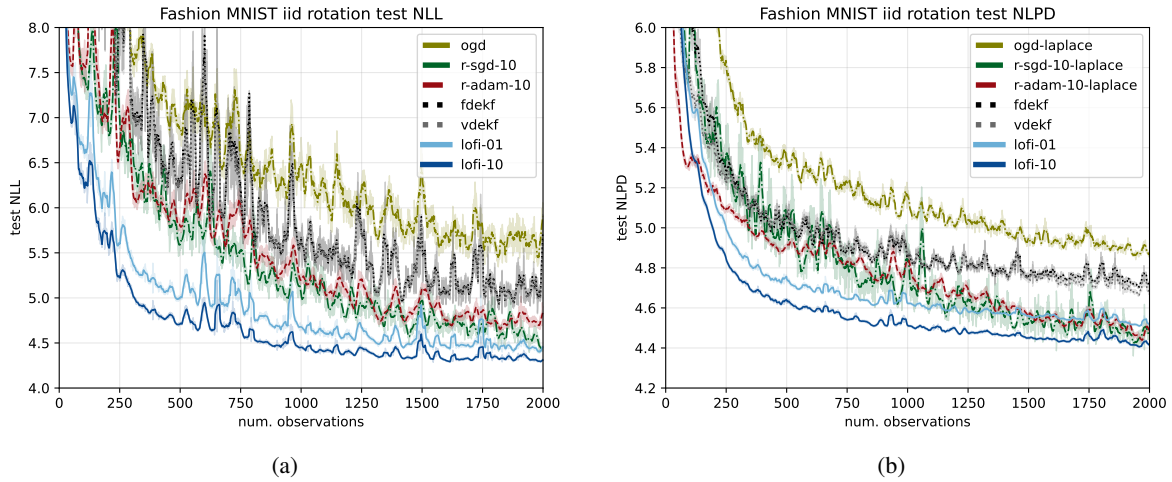 Fashion MNIST iid rotation test NLL
8.0
7.5
7.0
6.5
6.0
5.5
5.0
4.5
4.0
test NLL
ogd
r-sgd-10
r-adam-10
fdekf
vdekf
lofi-01
lofi-10
0 250 500 750 1000 1250 1500 1750 2000
num. observations
(a)
Fashion MNIST iid rotation test NLPD
6.0
5.8
5.6
5.4
5.2
5.0
4.8
4.6
4.4
4.2
test NLPD
ogd-laplace
r-sgd-10-laplace
r-adam-10-laplace
fdekf
vdekf
lofi-01
lofi-10
0 250 500 750 1000 1250 1500 1750 2000
num. observations
(b)